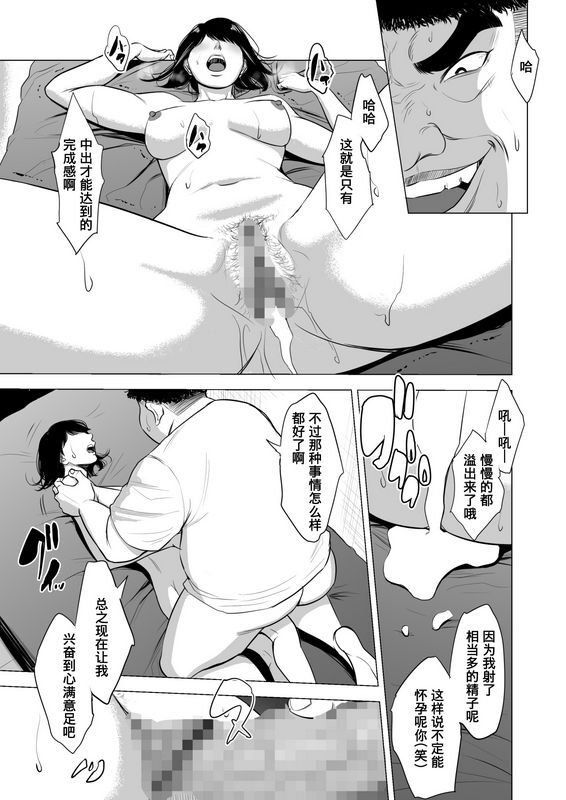 哈
哈哈
这就是只有
中出才能达到的
完成感啊
吼—吼—
慢慢的都
溢出来了哦
因为我射了
相当多的精子呢
这样说不定能
怀孕呢你(笑)
不过那种事情怎么样
都好了啊
总之现在让我
兴奋到心满意足吧